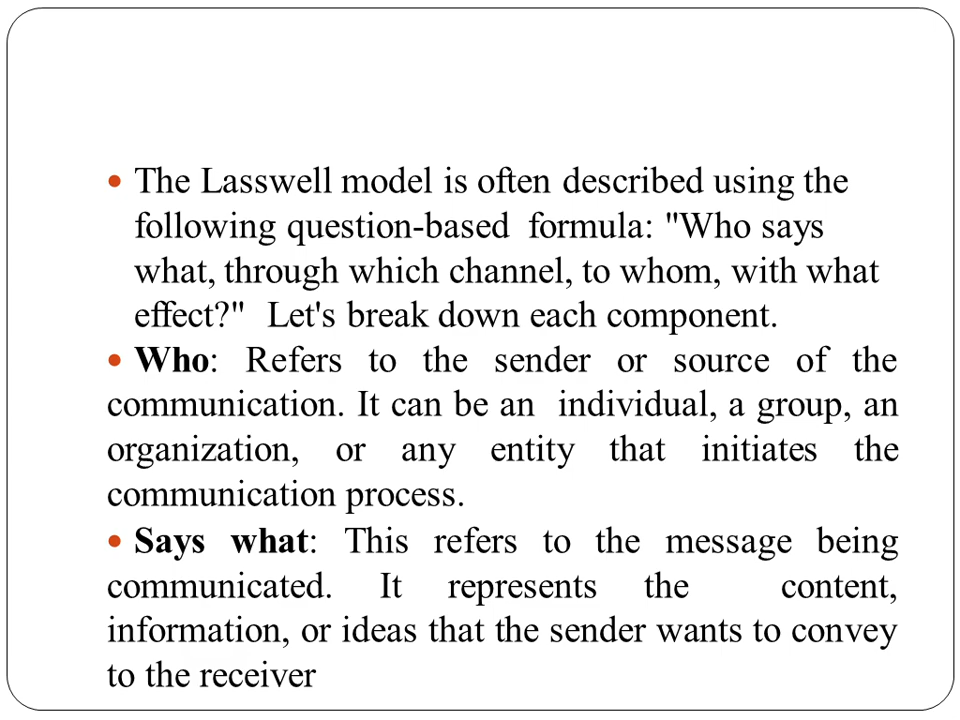 • The Lasswell model is often described using the
following question-based formula: "Who says
what, through which channel, to whom, with what
effect?" Let's break down each component.
• Who: Refers to the sender or source of the
communication. It can be an individual, a group, an
organization, or any entity that initiates the
communication process.
• Says what: This refers to the message being
communicated. It represents the content,
information, or ideas that the sender wants to convey
to the receiver